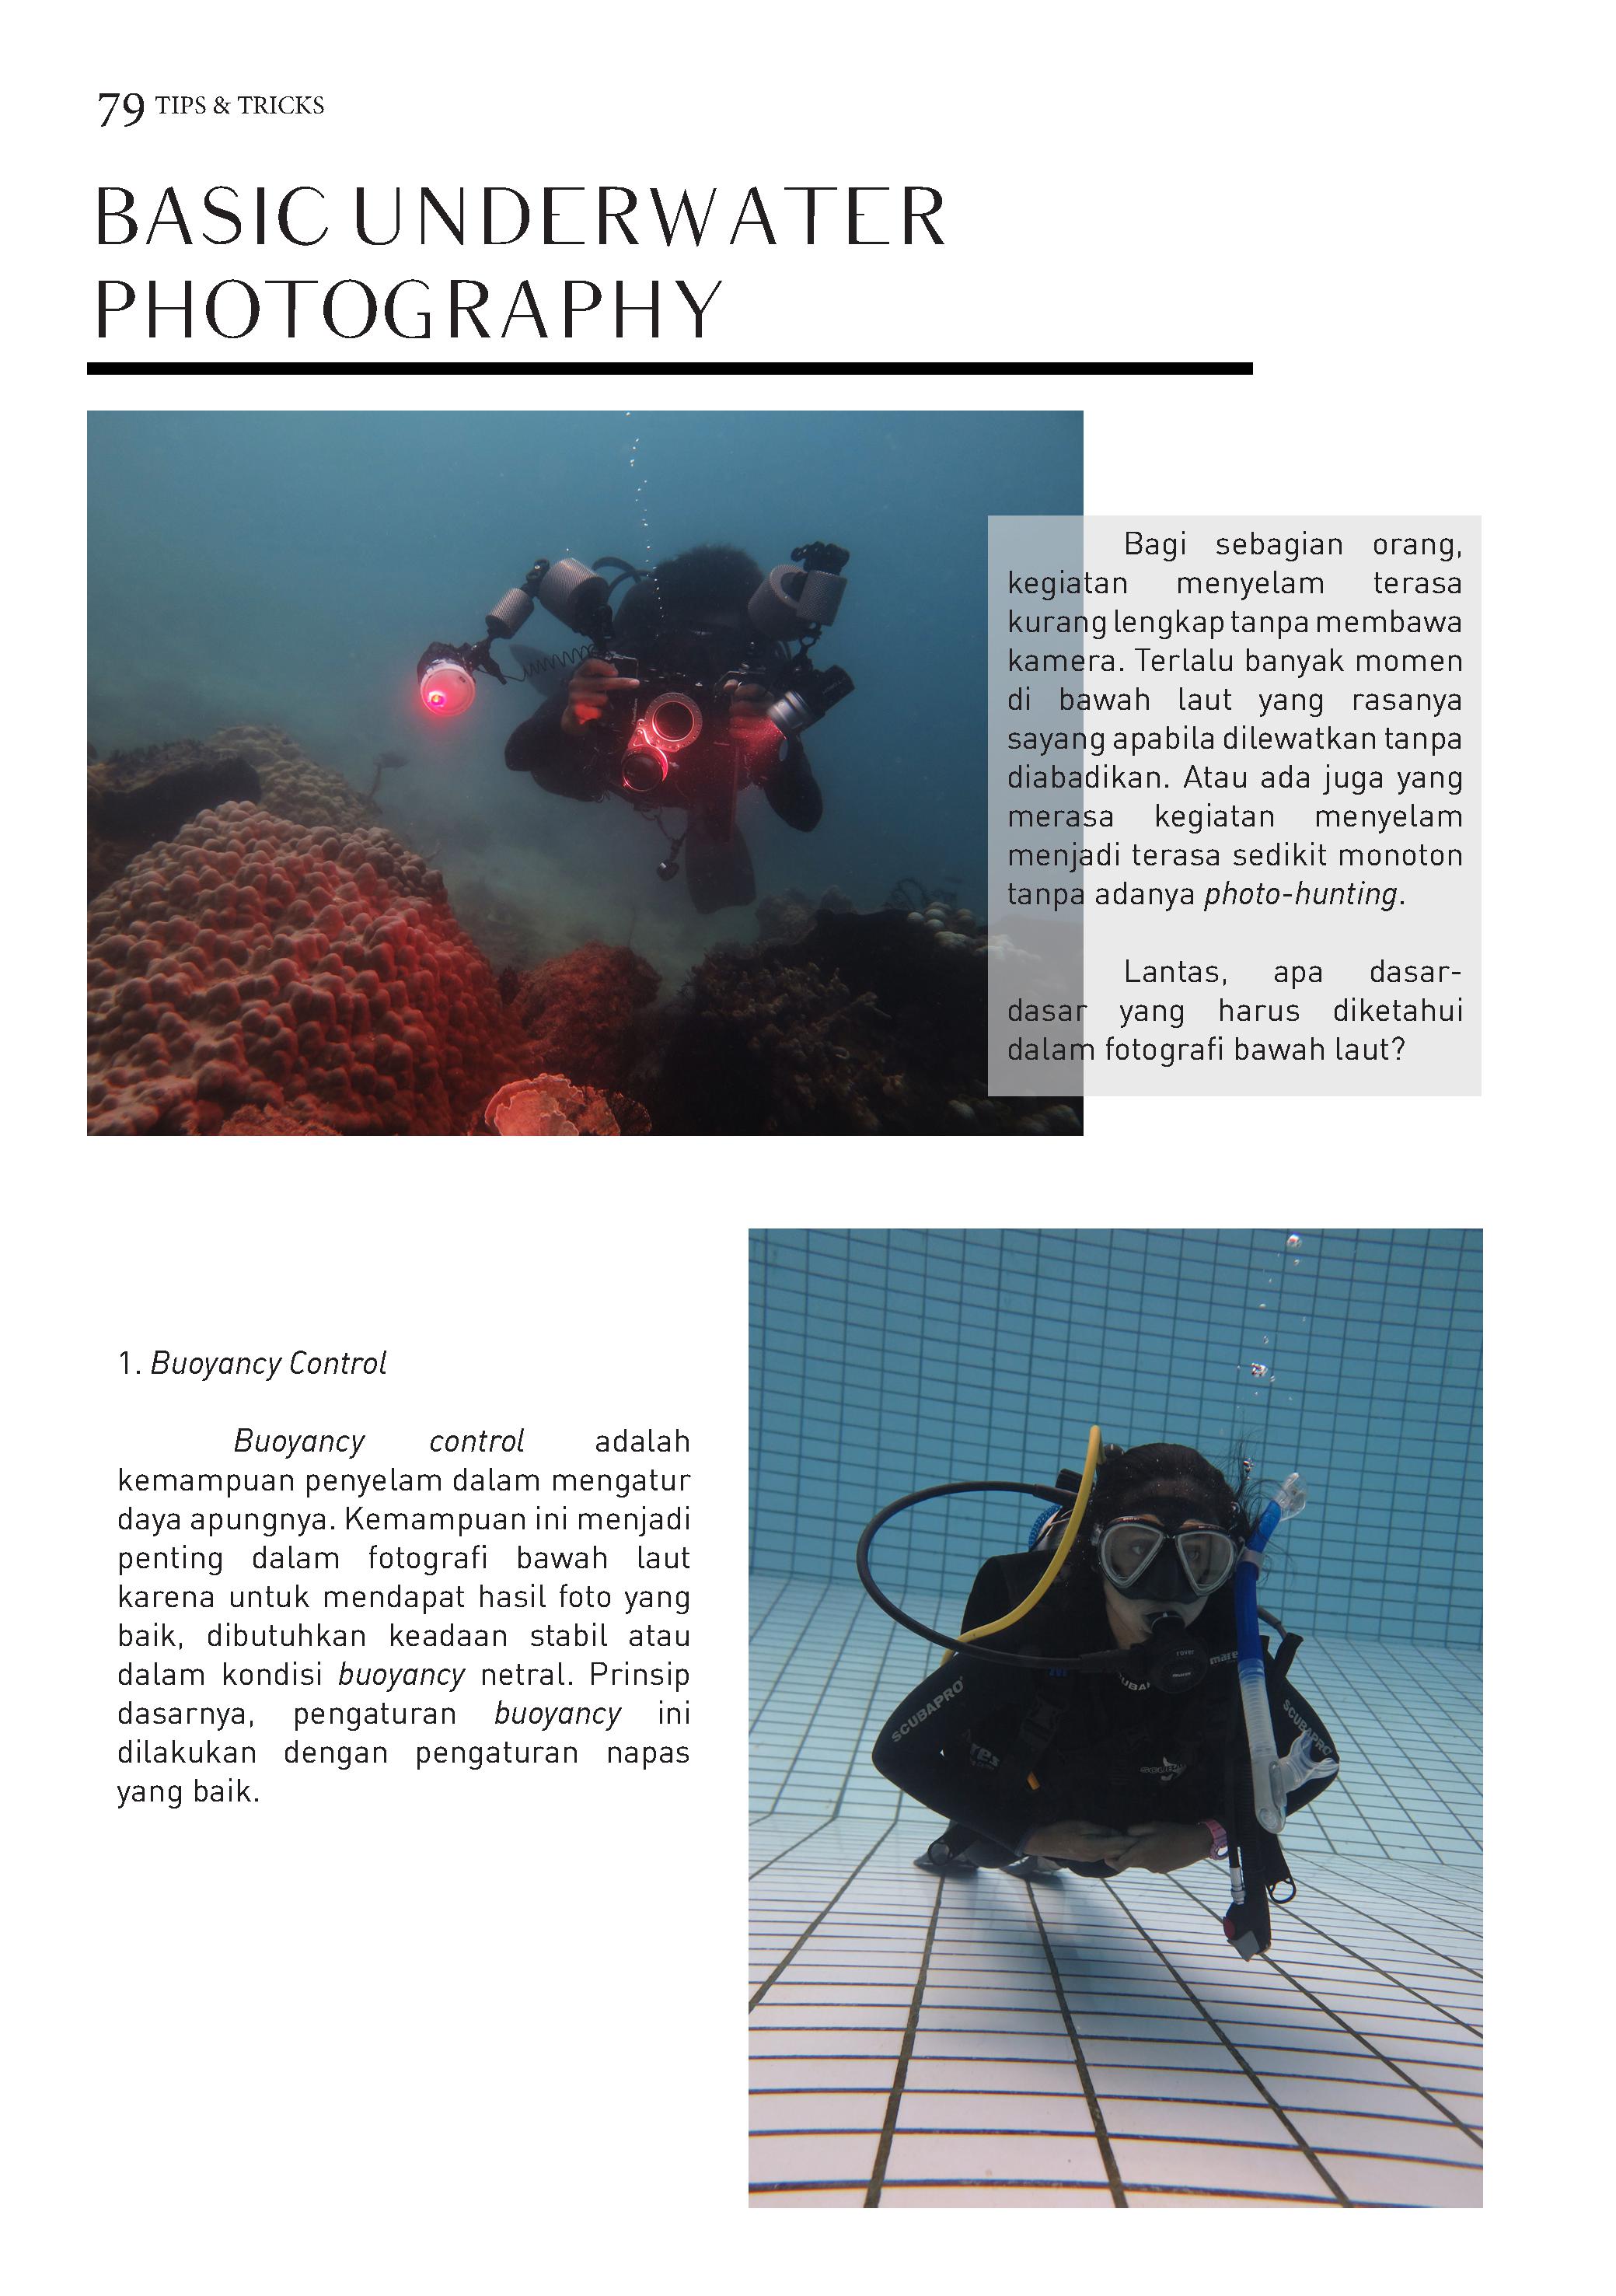 79 TIPS & TRICKS
BASIC UNDERWATER
PHOTOGRAPHY
Bagi sebagian orang,
kegiatan menyelam terasa
kurang lengkap tanpa membawa
kamera. Terlalu banyak momen
di bawah laut yang rasanya
sayang apabila dilewatkan tanpa
diabadikan. Atau ada juga yang
merasa kegiatan menyelam
menjadi terasa sedikit monoton
tanpa adanya photo-hunting.
Lantas, apa dasar-
dasar yang harus diketahui
dalam fotografi bawah laut?
1. Buoyancy Control
Buoyancy control adalah
kemampuan penyelam dalam mengatur
daya apungnya. Kemampuan ini menjadi
penting dalam fotografi bawah laut
karena untuk mendapat hasil foto yang
baik, dibutuhkan keadaan stabil atau
dalam kondisi buoyancy netral. Prinsip
dasarnya, pengaturan buoyancy ini
dilakukan dengan pengaturan napas
yang baik.
rover
mares
SCUBAPRO
SCUBAPRO